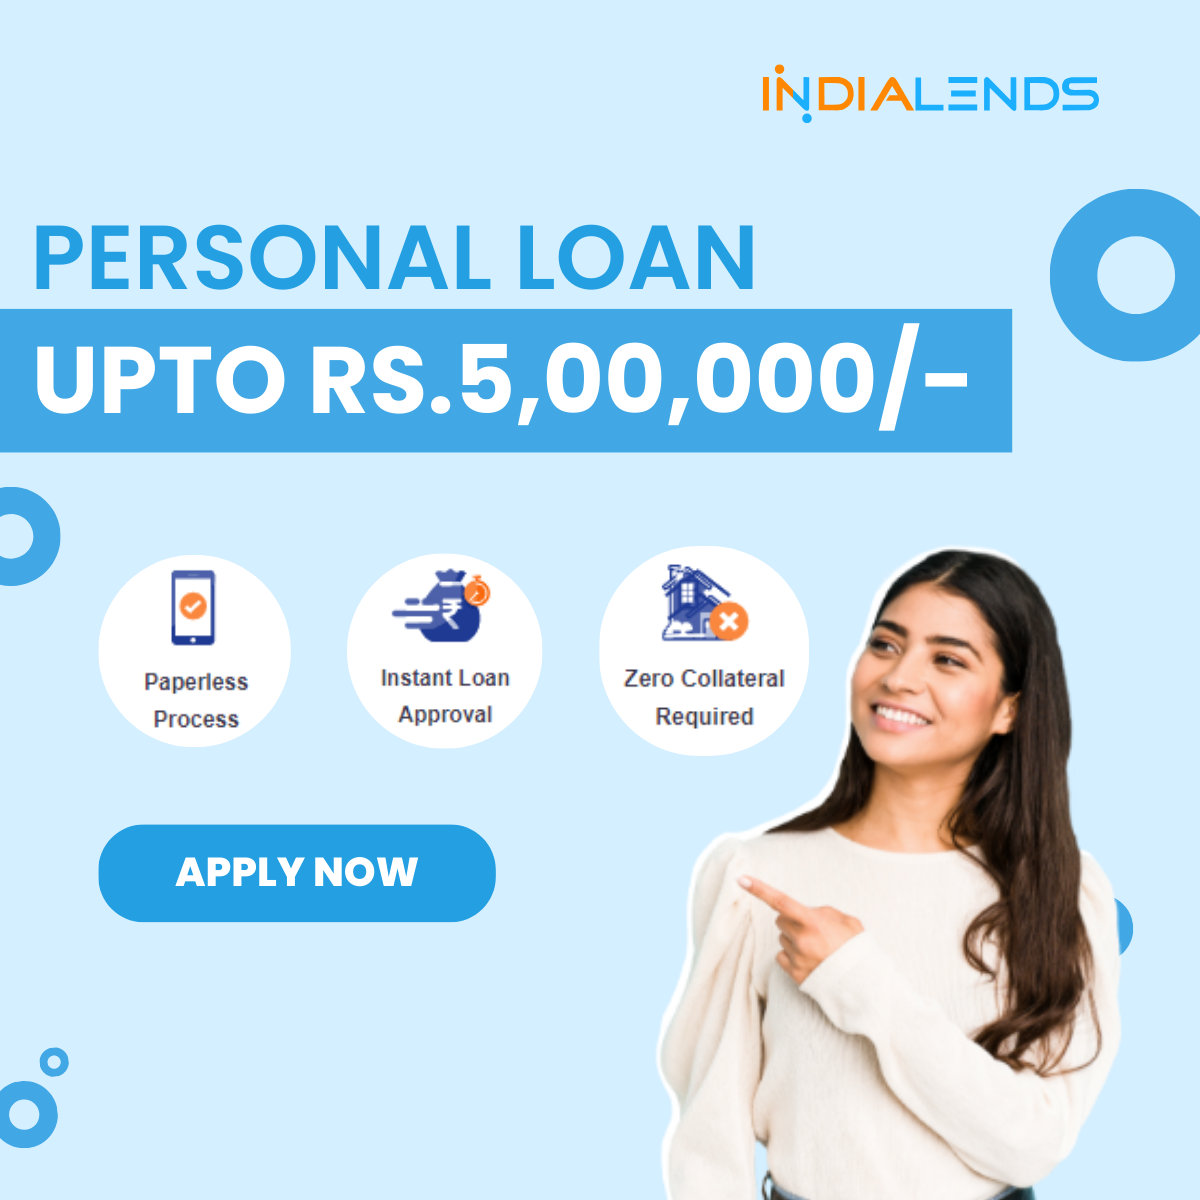 INDIALENDS
PERSONAL LOAN
UPTO RS.5,00,000/-
Paperless
Process
₹
Instant Loan
Approval
Zero Collateral
Required
APPLY NOW